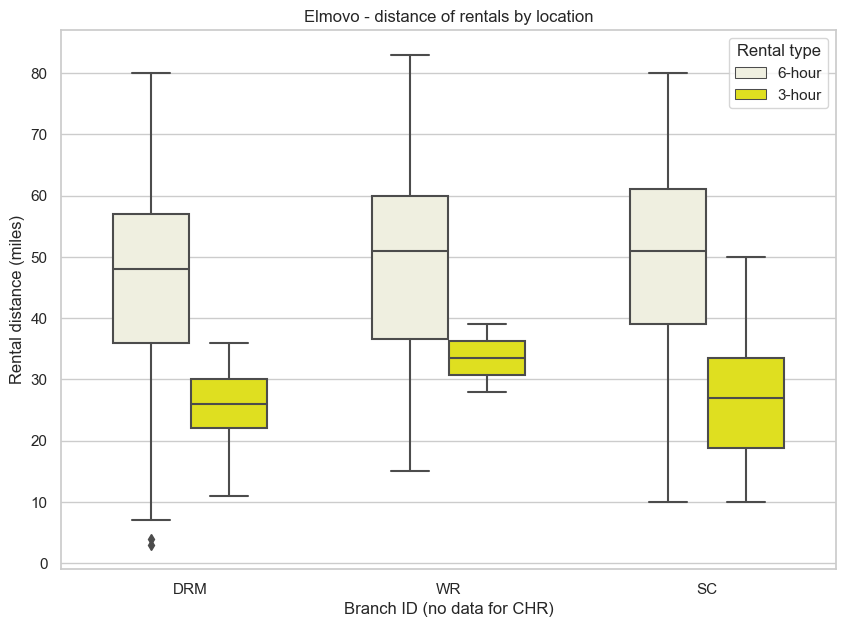 Elmovo - distance of rentals by location
Rental type
6-hour
3-hour
Rental distance (miles)
80
70
60
50
40
30
20
10
0
DRM
WR
SC
Branch ID (no data for CHR)